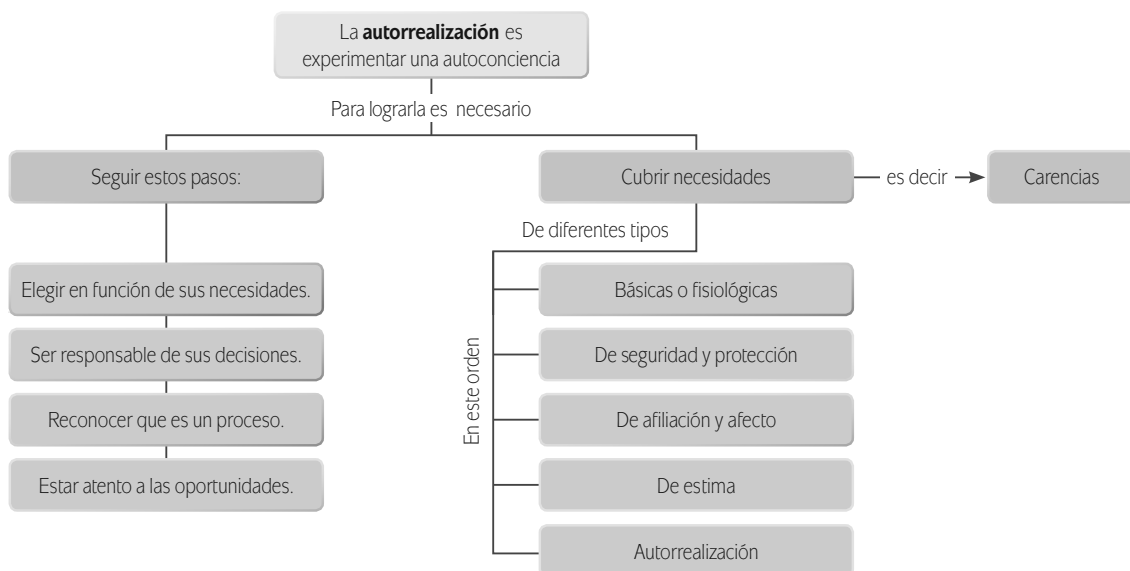 La autorrealización es
experimentar una autoconciencia
Para lograrla es necesario
Seguir estos pasos:
Elegir en función de sus necesidades.
Ser responsable de sus decisiones.
Reconocer que es un proceso.
Estar atento a las oportunidades.
Cubrir necesidades
es decir
Carencias
De diferentes tipos
En este orden
Básicas o fisiológicas
De seguridad y protección
De afiliación y afecto
De estima
Autorrealización